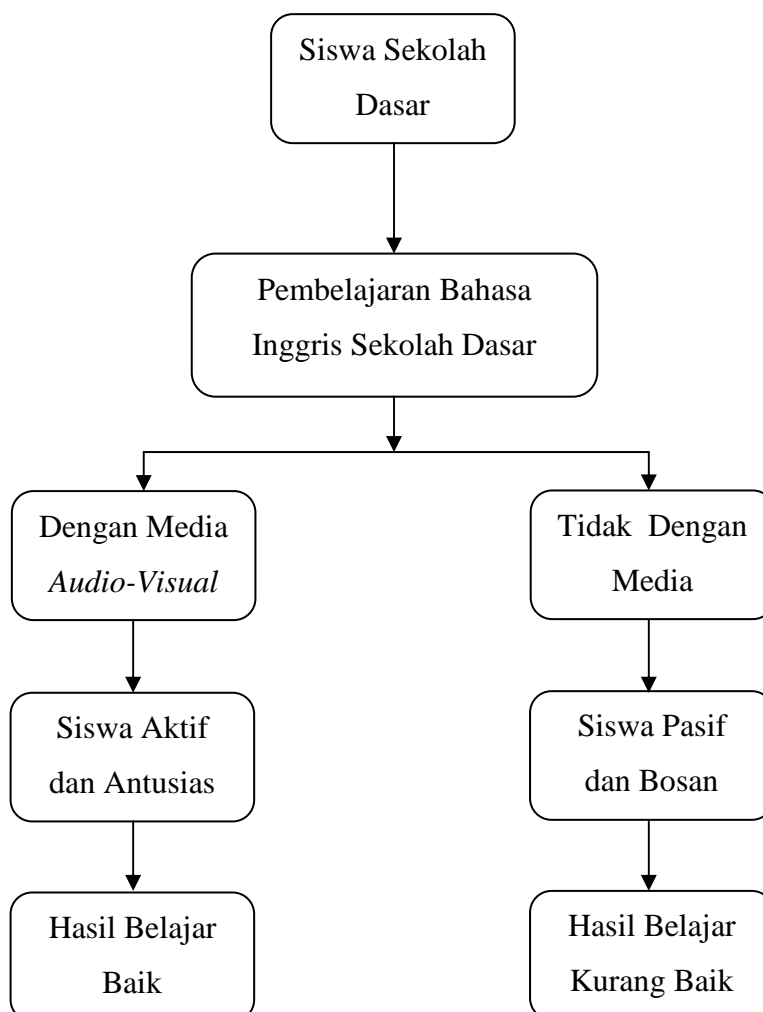 Siswa Sekolah
Dasar
Pembelajaran Bahasa
Inggris Sekolah Dasar
Dengan Media
Audio-Visual
Tidak  Dengan
Media
Siswa Aktif
dan Antusias
Siswa Pasif
dan Bosan
Hasil Belajar
Baik
Hasil Belajar
Kurang Baik